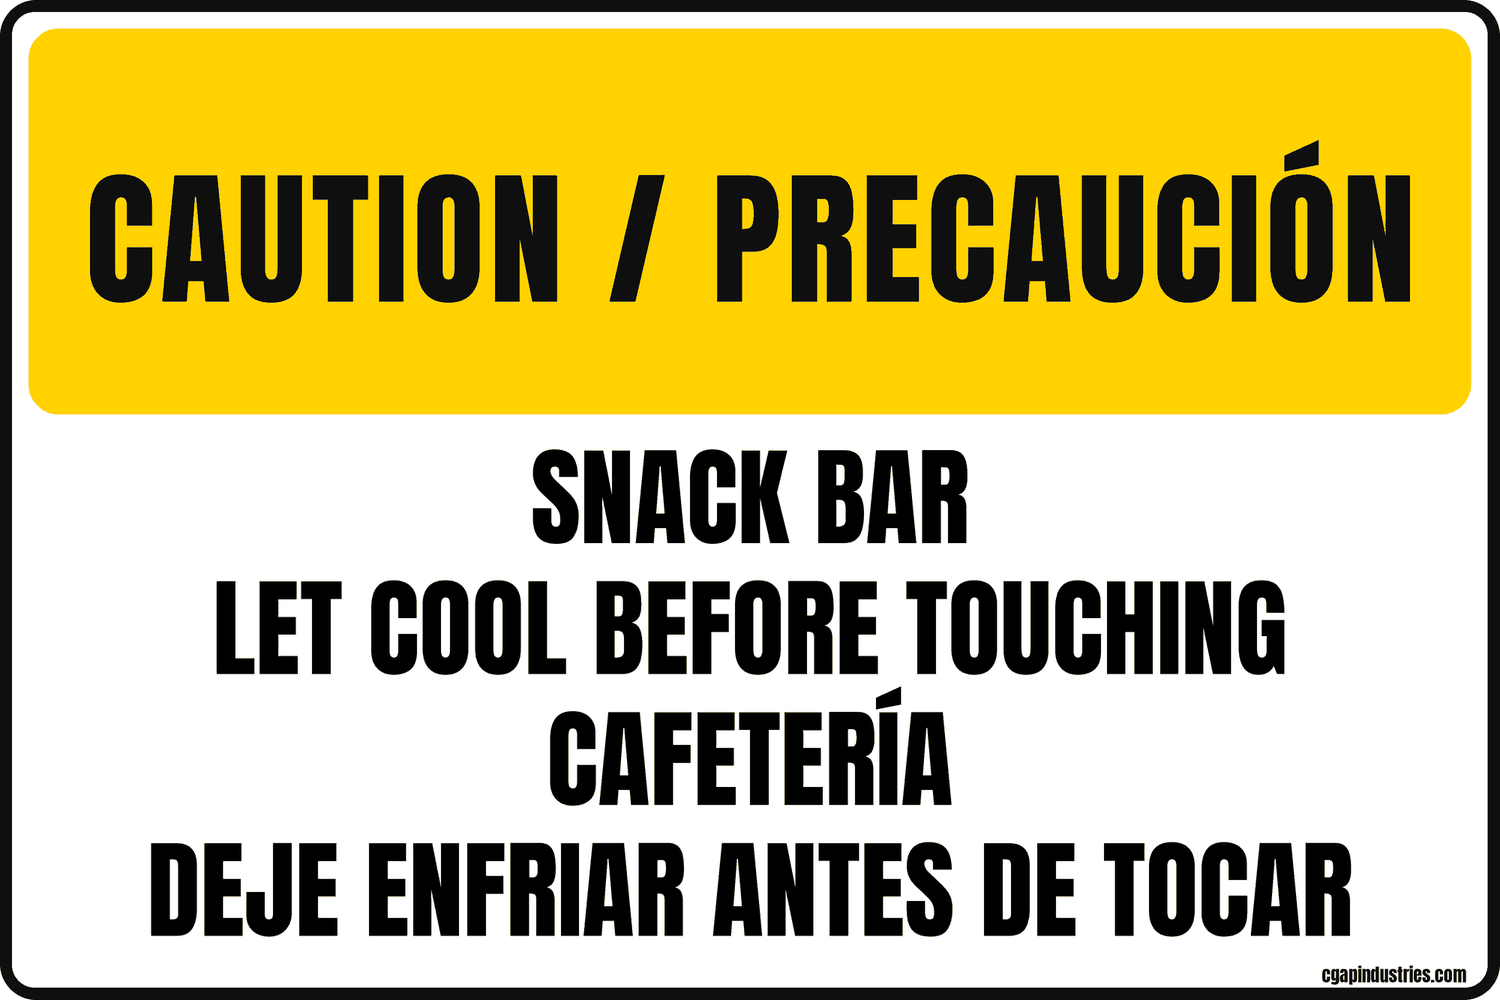 CAUTION / PRECAUCIÓN
SNACK BAR
LET COOL BEFORE TOUCHING
CAFETERÍA
DEJE ENFRIAR ANTES DE TOCAR
cgapindustries.com